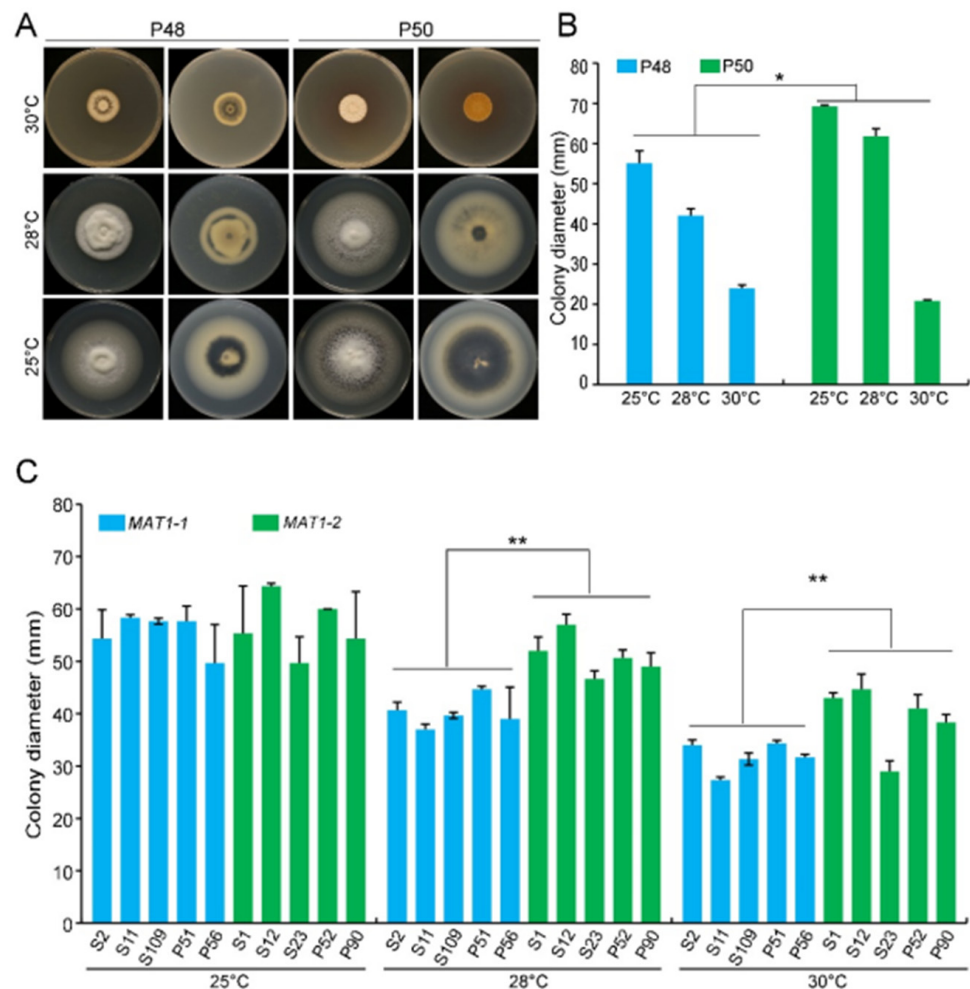 A
P48
P50
30°C
28°C
25°C
B
P48
P50
*
80
70
60
50
40
30
20
10
0
Colony diameter (mm)
25°C 28°C 30°C 25°C 28°C 30°C
C
MAT1-1
MAT1-2
**
**
80
70
60
50
40
30
20
10
0
Colony diameter (mm)
S2 S11 S109 P51 P56 S1 S12 S23 P52 P90 S2 S11 S109 P51 P56 S1 S12 S23 P52 P90 S2 S11 S109 P51 P56 S1 S12 S23 P52 P90
25°C 28°C 30°C